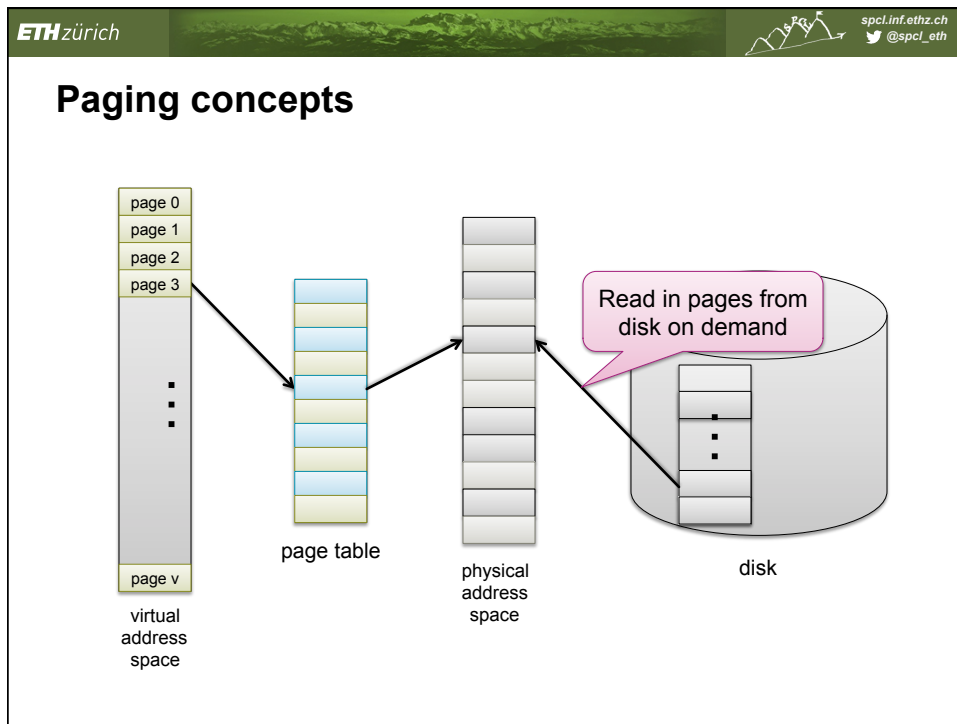 ETH zürich
spcl.inf.ethz.ch
@spcl_eth
Paging concepts
page 0
page 1
page 2
page 3
page v
virtual
address
space
page table
physical
address
space
Read in pages from
disk on demand
disk